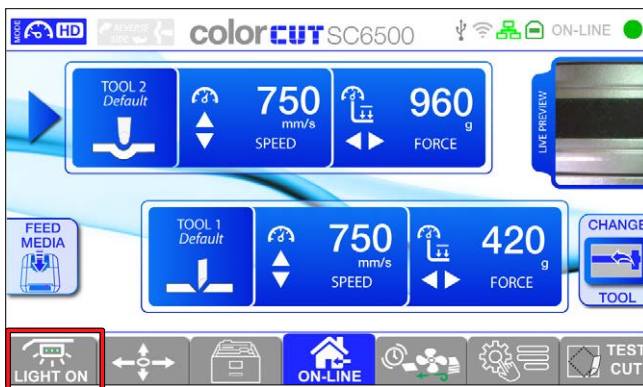 MODE
HD
REVERSE
SIDE
colorCUT SC6500
ON-LINE
TOOL 2
Default
750
mm/s
SPEED
960
g
FORCE
LIVE PREVIEW
FEED
MEDIA
TOOL 1
Default
750
mm/s
SPEED
420
g
FORCE
CHANGE
TOOL
LIGHT ON
ON-LINE
TEST
CUT